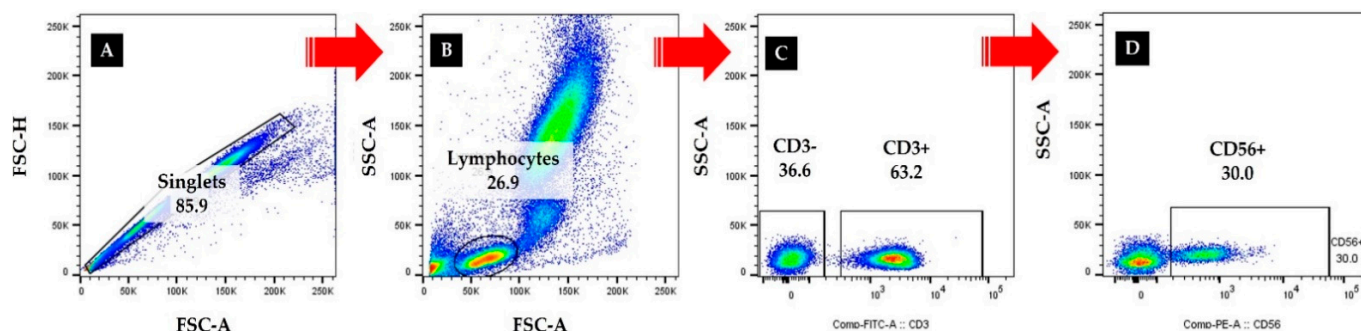 A
FSC-H
250K
200K
150K
100K
50K
0
Singlets
85.9
0 50K 100K 150K 200K 250K
FSC-A
B
SSC-A
250K
200K
150K
100K
50K
0
Lymphocytes
26.9
0 50K 100K 150K 200K 250K
FSC-A
C
SSC-A
250K
200K
150K
100K
50K
0
CD3-
36.6
CD3+
63.2
0 10³ 10⁴ 10⁵
Comp-FITC-A :: CD3
D
SSC-A
250K
200K
150K
100K
50K
0
CD56+
30.0
CD56+
30.0
0 10³ 10⁴ 10⁵
Comp-PE-A :: CD56